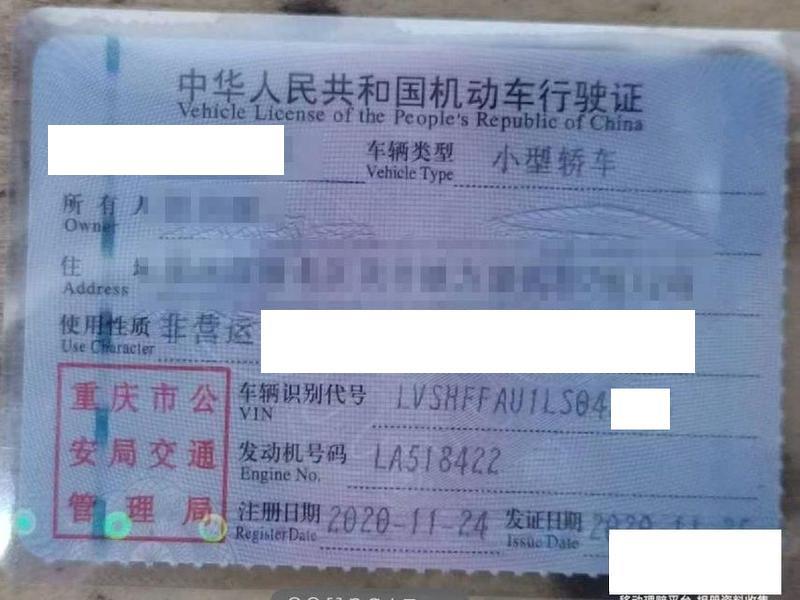 中华人民共和国机动车行驶证
Vehicle License of the People's Republic of China
车辆类型 小型轿车
Vehicle Type
所有人
Owner
住
Address
使用性质 非营运
Use Character
重庆市公
安局交通
管理局
车辆识别代号 LVSHFFAU1LS04
VIN
发动机号码 LA518422
Engine No.
注册日期 2020-11-24 发证日期
Register Date Issue Date